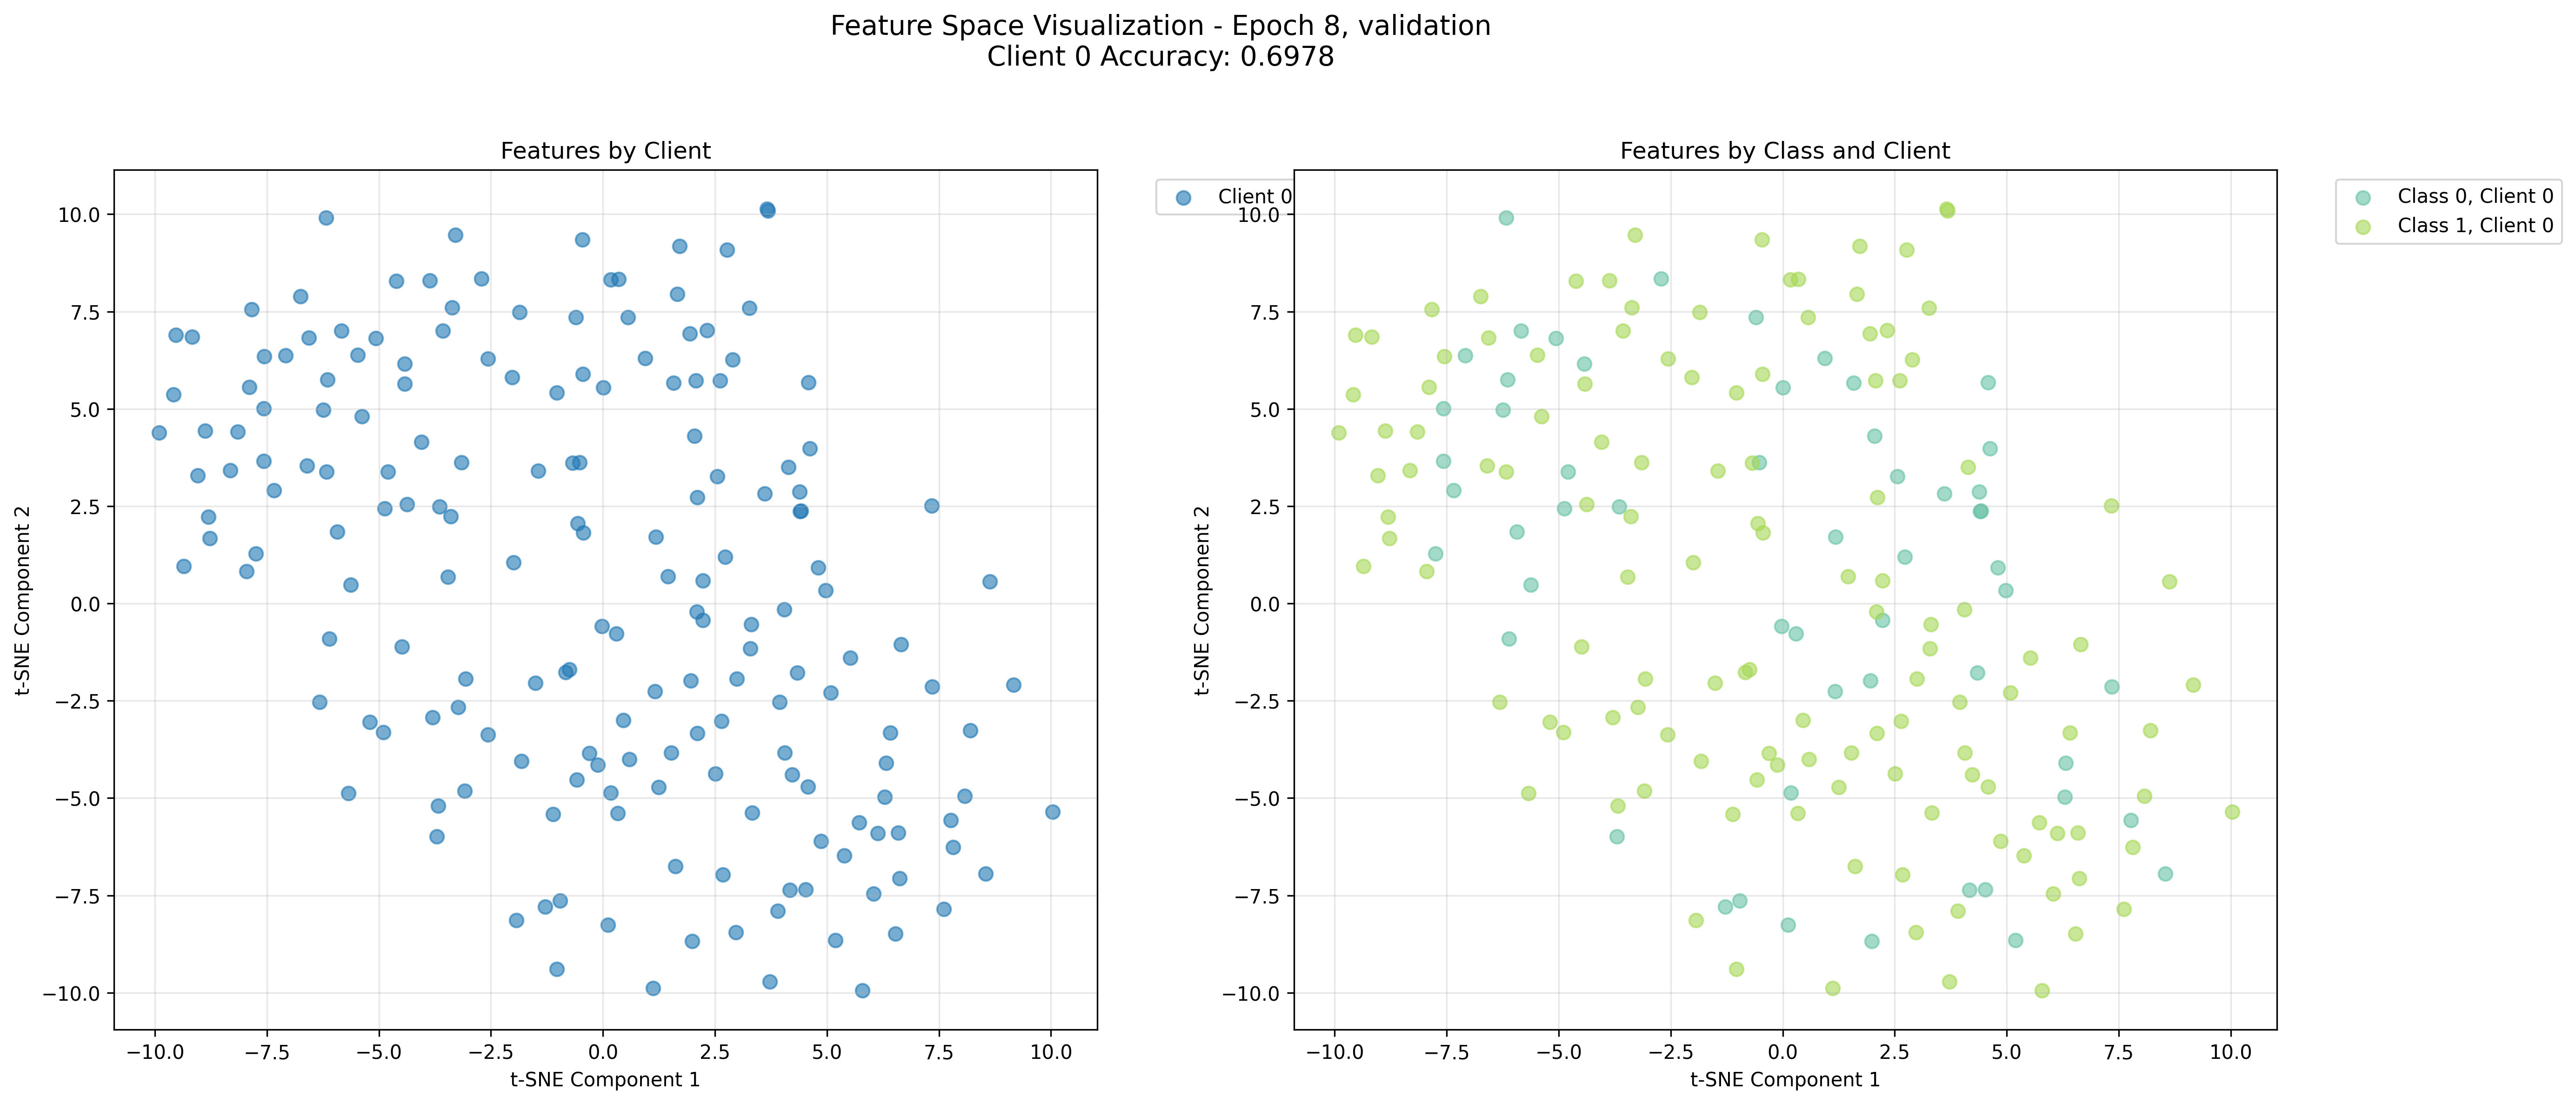 Feature Space Visualization - Epoch 8, validation
Client 0 Accuracy: 0.6978
Features by Client
10.0
7.5
5.0
2.5
0.0
−2.5
−5.0
−7.5
−10.0
t-SNE Component 2
−10.0 −7.5 −5.0 −2.5 0.0 2.5 5.0 7.5 10.0
t-SNE Component 1
Client 0
Features by Class and Client
10.0
7.5
5.0
2.5
0.0
−2.5
−5.0
−7.5
−10.0
t-SNE Component 2
−10.0 −7.5 −5.0 −2.5 0.0 2.5 5.0 7.5 10.0
t-SNE Component 1
Class 0, Client 0
Class 1, Client 0